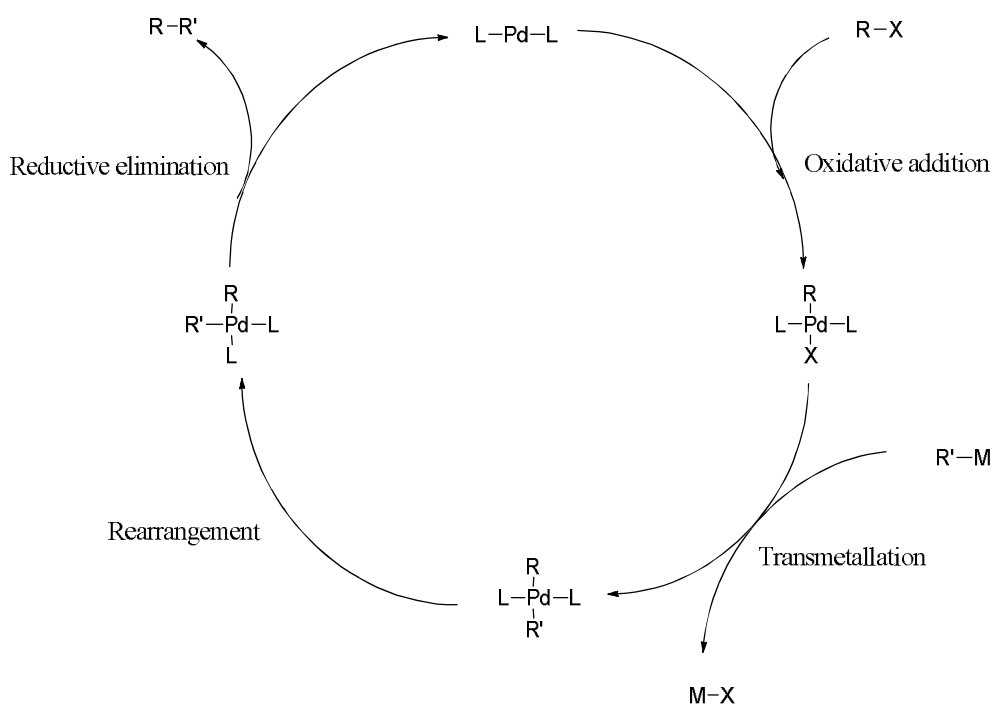 R-R'
L-Pd-L
R-X
Reductive elimination
Oxidative addition
R
R'-Pd-L
L
R
L-Pd-L
X
R'-M
Rearrangement
Transmetallation
R
L-Pd-L
R'
M-X